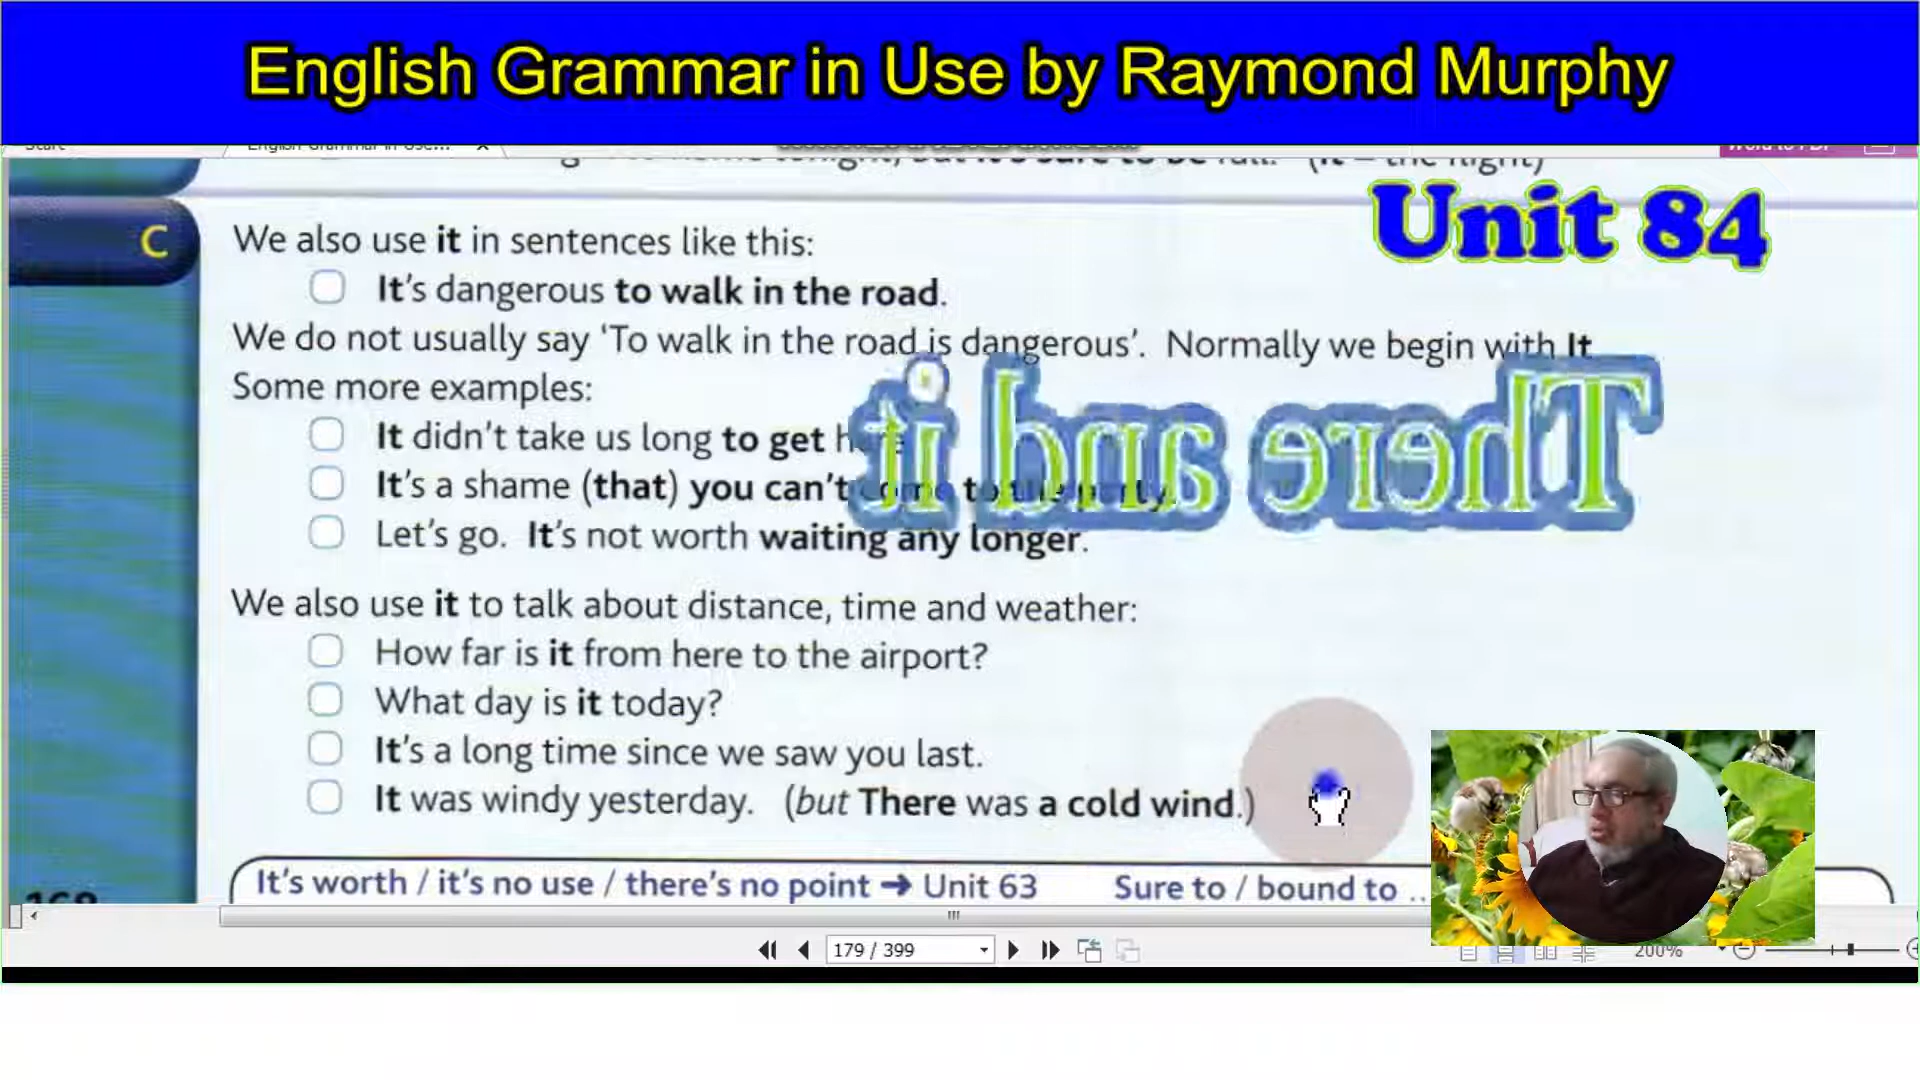 English Grammar in Use by Raymond Murphy
Unit 84
C
We also use it in sentences like this:
It's dangerous to walk in the road.
We do not usually say ‘To walk in the road is dangerous’. Normally we begin with It
Some more examples:
There and it
It didn't take us long to get
It's a shame (that) you can't
Let's go. It's not worth waiting any longer.
We also use it to talk about distance, time and weather:
How far is it from here to the airport?
What day is it today?
It's a long time since we saw you last.
It was windy yesterday. (but There was a cold wind.)
It's worth / it's no use / there's no point ➔ Unit 63 Sure to / bound to ..
179 / 399
200%